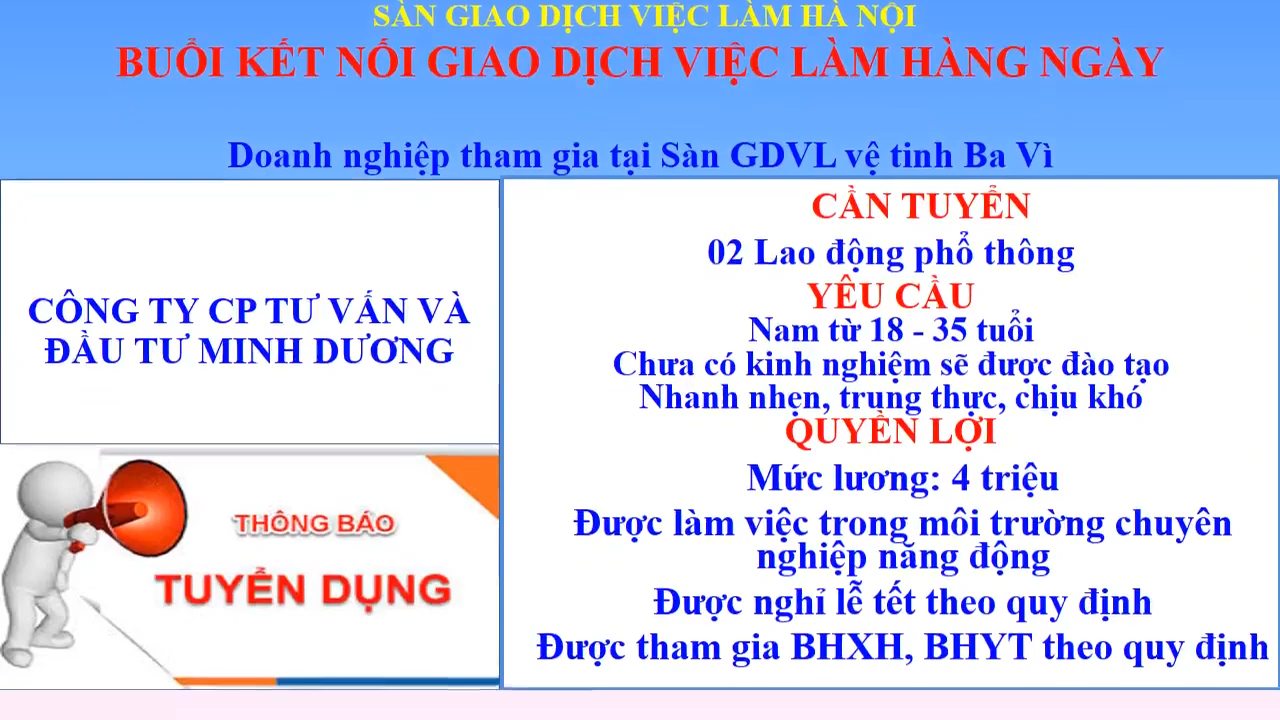 SÀN GIAO DỊCH VIỆC LÀM HÀ NỘI
BUỔI KẾT NỐI GIAO DỊCH VIỆC LÀM HÀNG NGÀY
Doanh nghiệp tham gia tại Sàn GDVL vệ tinh Ba Vì
CÔNG TY CP TƯ VẤN VÀ
ĐẦU TƯ MINH DƯƠNG
THÔNG BÁO
TUYỂN DỤNG
CẦN TUYỂN
02 Lao động phổ thông
YÊU CẦU
Nam từ 18 - 35 tuổi
Chưa có kinh nghiệm sẽ được đào tạo
Nhanh nhẹn, trung thực, chịu khó
QUYỀN LỢI
Mức lương: 4 triệu
Được làm việc trong môi trường chuyên
nghiệp năng động
Được nghỉ lễ tết theo quy định
Được tham gia BHXH, BHYT theo quy định